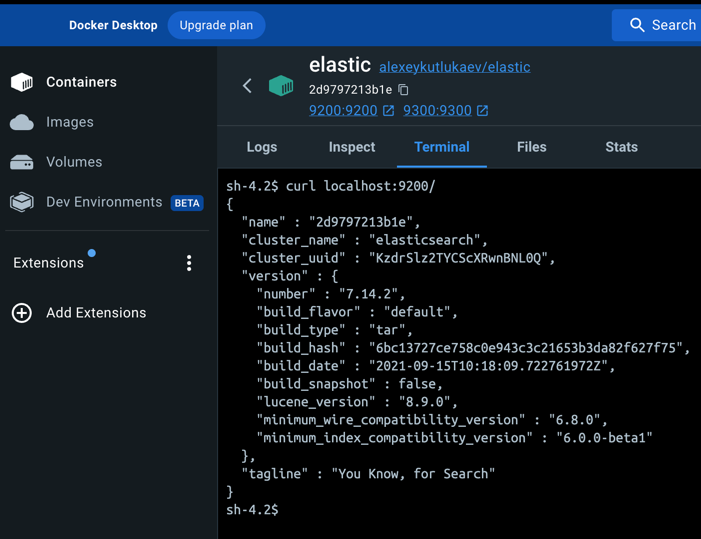 Docker Desktop Upgrade plan Search
Containers
Images
Volumes
Dev Environments BETA
Extensions
Add Extensions
elastic alexeykutlukaev/elastic
2d9797213b1e
9200:9200 9300:9300
Logs Inspect Terminal Files Stats
sh-4.2$ curl localhost:9200/
{
  "name" : "2d9797213b1e",
  "cluster_name" : "elasticsearch",
  "cluster_uuid" : "KzdrSlz2TYCScXRwnBNL0Q",
  "version" : {
    "number" : "7.14.2",
    "build_flavor" : "default",
    "build_type" : "tar",
    "build_hash" : "6bc13727ce758c0e943c3c21653b3da82f627f75",
    "build_date" : "2021-09-15T10:18:09.722761972Z",
    "build_snapshot" : false,
    "lucene_version" : "8.9.0",
    "minimum_wire_compatibility_version" : "6.8.0",
    "minimum_index_compatibility_version" : "6.0.0-beta1"
  },
  "tagline" : "You Know, for Search"
}
sh-4.2$